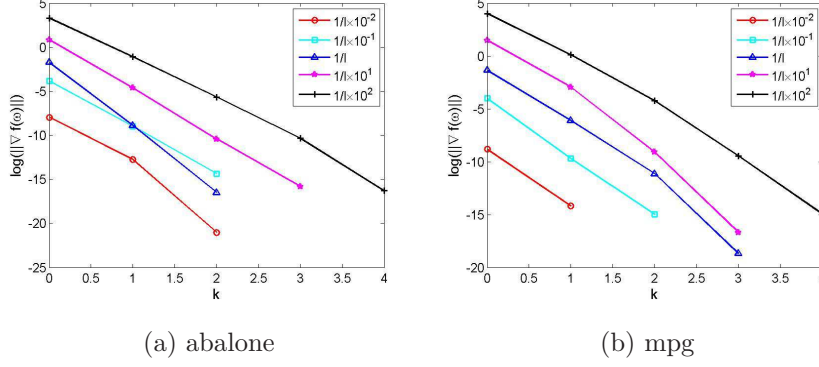 5
0
-5
-10
-15
-20
-25
log(||∇ f(ω)||)
0 0.5 1 1.5 2 2.5 3 3.5 4
k
1/l×10⁻²
1/l×10⁻¹
1/l
1/l×10¹
1/l×10²
(a) abalone
5
0
-5
-10
-15
-20
log(||∇ f(ω)||)
0 0.5 1 1.5 2 2.5 3 3.5
k
1/l×10⁻²
1/l×10⁻¹
1/l
1/l×10¹
1/l×10²
(b) mpg